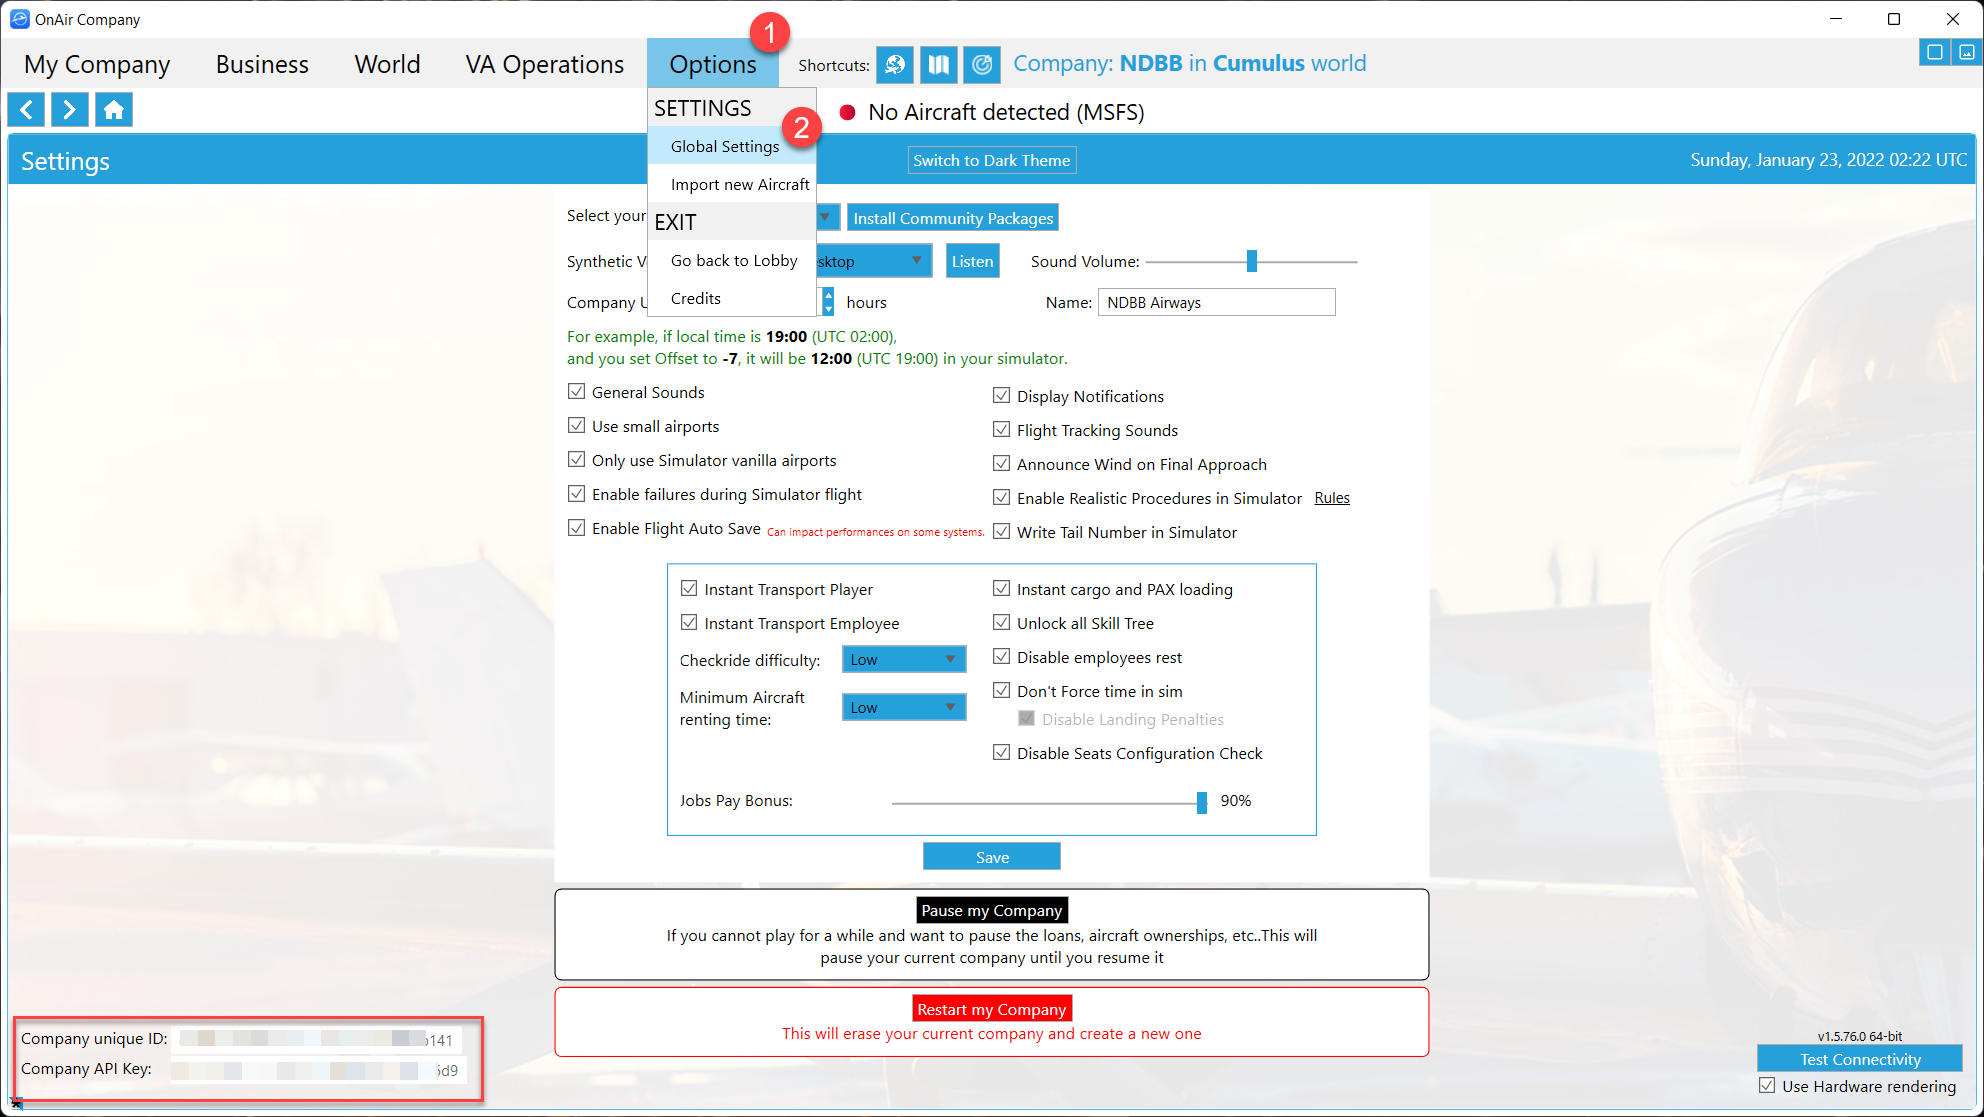 OnAir Company
My Company Business World VA Operations Options Shortcuts: Company: NDBB in Cumulus world
1
SETTINGS
No Aircraft detected (MSFS)
2
Global Settings
Settings
Switch to Dark Theme
Sunday, January 23, 2022 02:22 UTC
Import new Aircraft
Select your
Install Community Packages
EXIT
Synthetic V
Go back to Lobby
sktop
Listen
Sound Volume:
Company U
Credits
hours
Name: NDBB Airways
For example, if local time is 19:00 (UTC 02:00),
and you set Offset to -7, it will be 12:00 (UTC 19:00) in your simulator.
General Sounds
Display Notifications
Use small airports
Flight Tracking Sounds
Only use Simulator vanilla airports
Announce Wind on Final Approach
Enable failures during Simulator flight
Enable Realistic Procedures in Simulator Rules
Enable Flight Auto Save Can impact performances on some systems.
Write Tail Number in Simulator
Instant Transport Player
Instant cargo and PAX loading
Instant Transport Employee
Unlock all Skill Tree
Checkride difficulty: Low
Disable employees rest
Minimum Aircraft
renting time: Low
Don't Force time in sim
Disable Landing Penalties
Disable Seats Configuration Check
Jobs Pay Bonus: 90%
Save
Pause my Company
If you cannot play for a while and want to pause the loans, aircraft ownerships, etc..This will
pause your current company until you resume it
Restart my Company
This will erase your current company and create a new one
Company unique ID: 141
Company API Key: d9
v1.5.76.0 64-bit
Test Connectivity
Use Hardware rendering